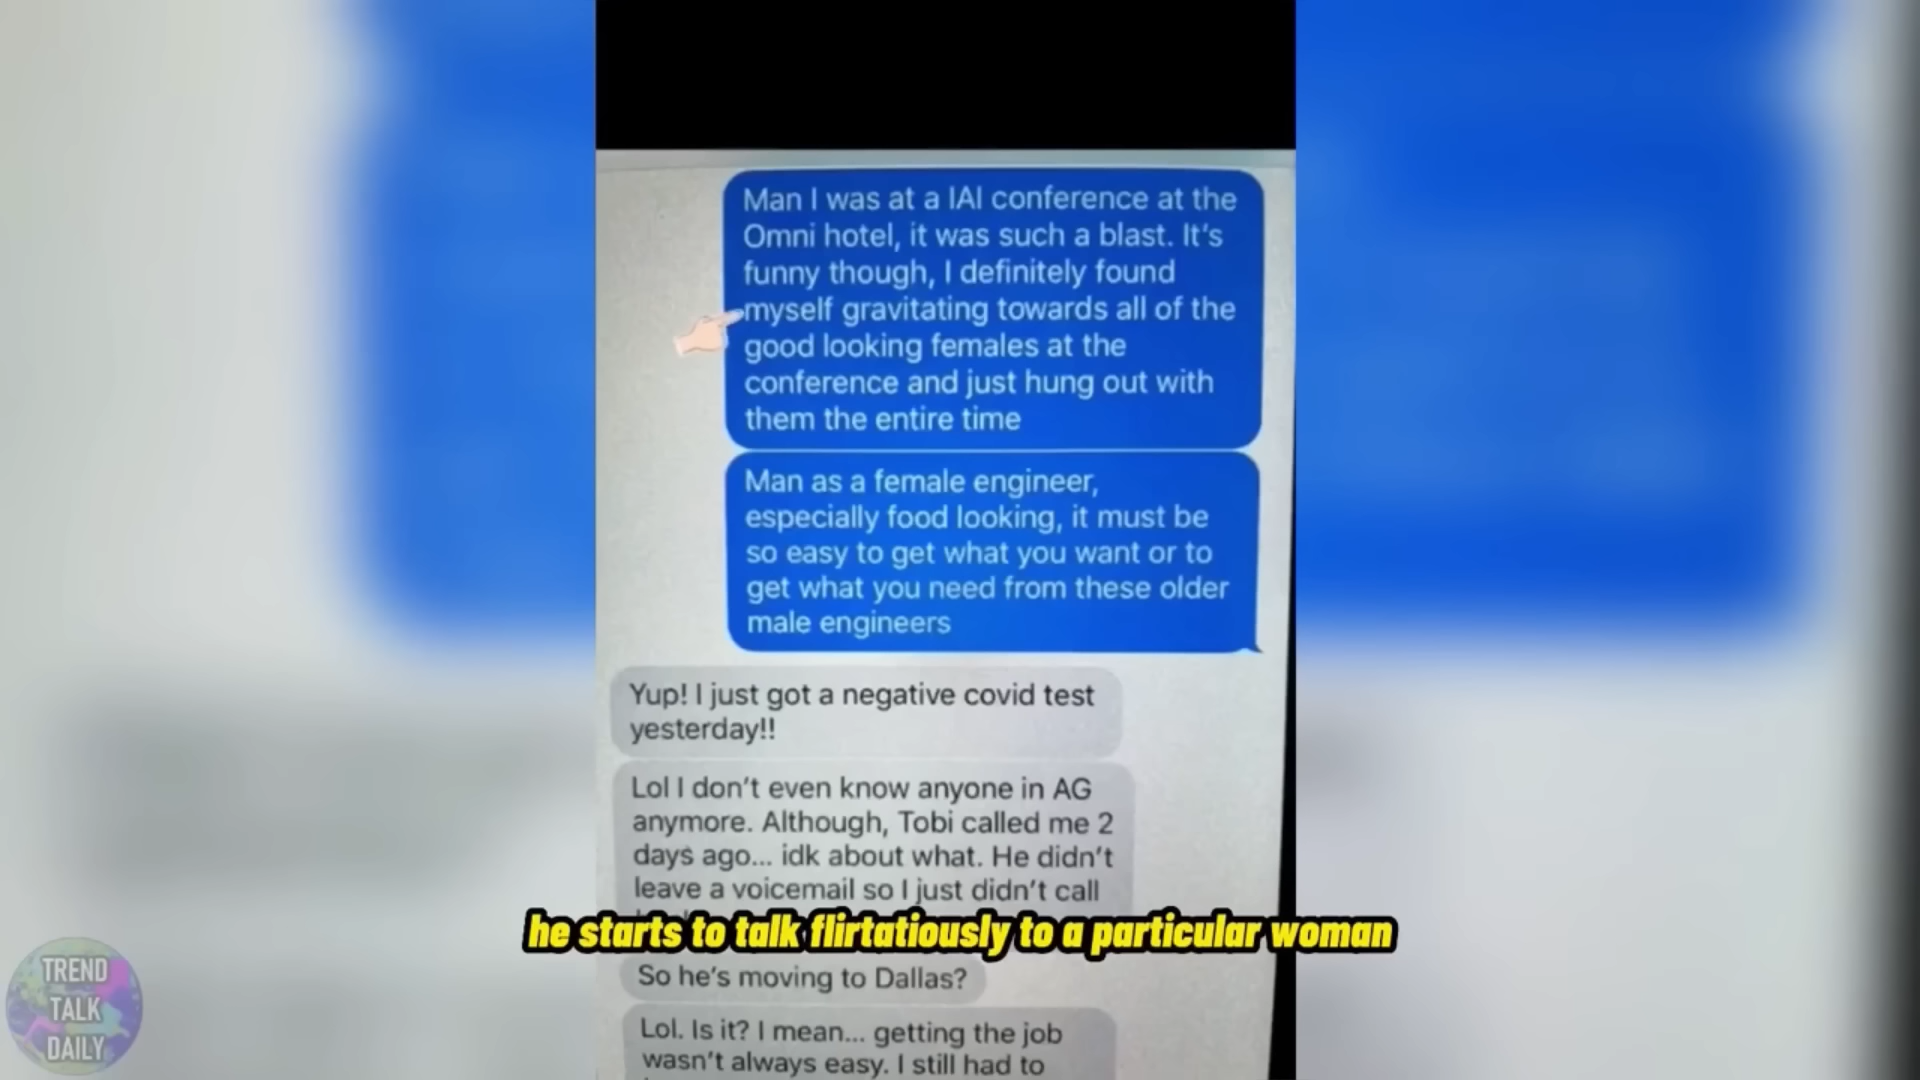 Man I was at a IAI conference at the
Omni hotel, it was such a blast. It's
funny though, I definitely found
myself gravitating towards all of the
good looking females at the
conference and just hung out with
them the entire time
Man as a female engineer,
especially food looking, it must be
so easy to get what you want or to
get what you need from these older
male engineers
Yup! I just got a negative covid test
yesterday!!
Lol I don't even know anyone in AG
anymore. Although, Tobi called me 2
days ago... idk about what. He didn't
leave a voicemail so I just didn't call
he starts to talk flirtatiously to a particular woman
So he's moving to Dallas?
Lol. Is it? I mean... getting the job
wasn't always easy. I still had to
TREND
TALK
DAILY